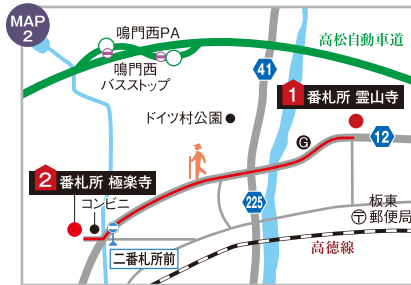 MAP
2
鳴門西PA
高松自動車道
鳴門西
バスストップ
41
1 番札所 霊山寺
ドイツ村公園
G
12
2 番札所 極楽寺
コンビニ
225
板東
〒郵便局
二番札所前
高徳線